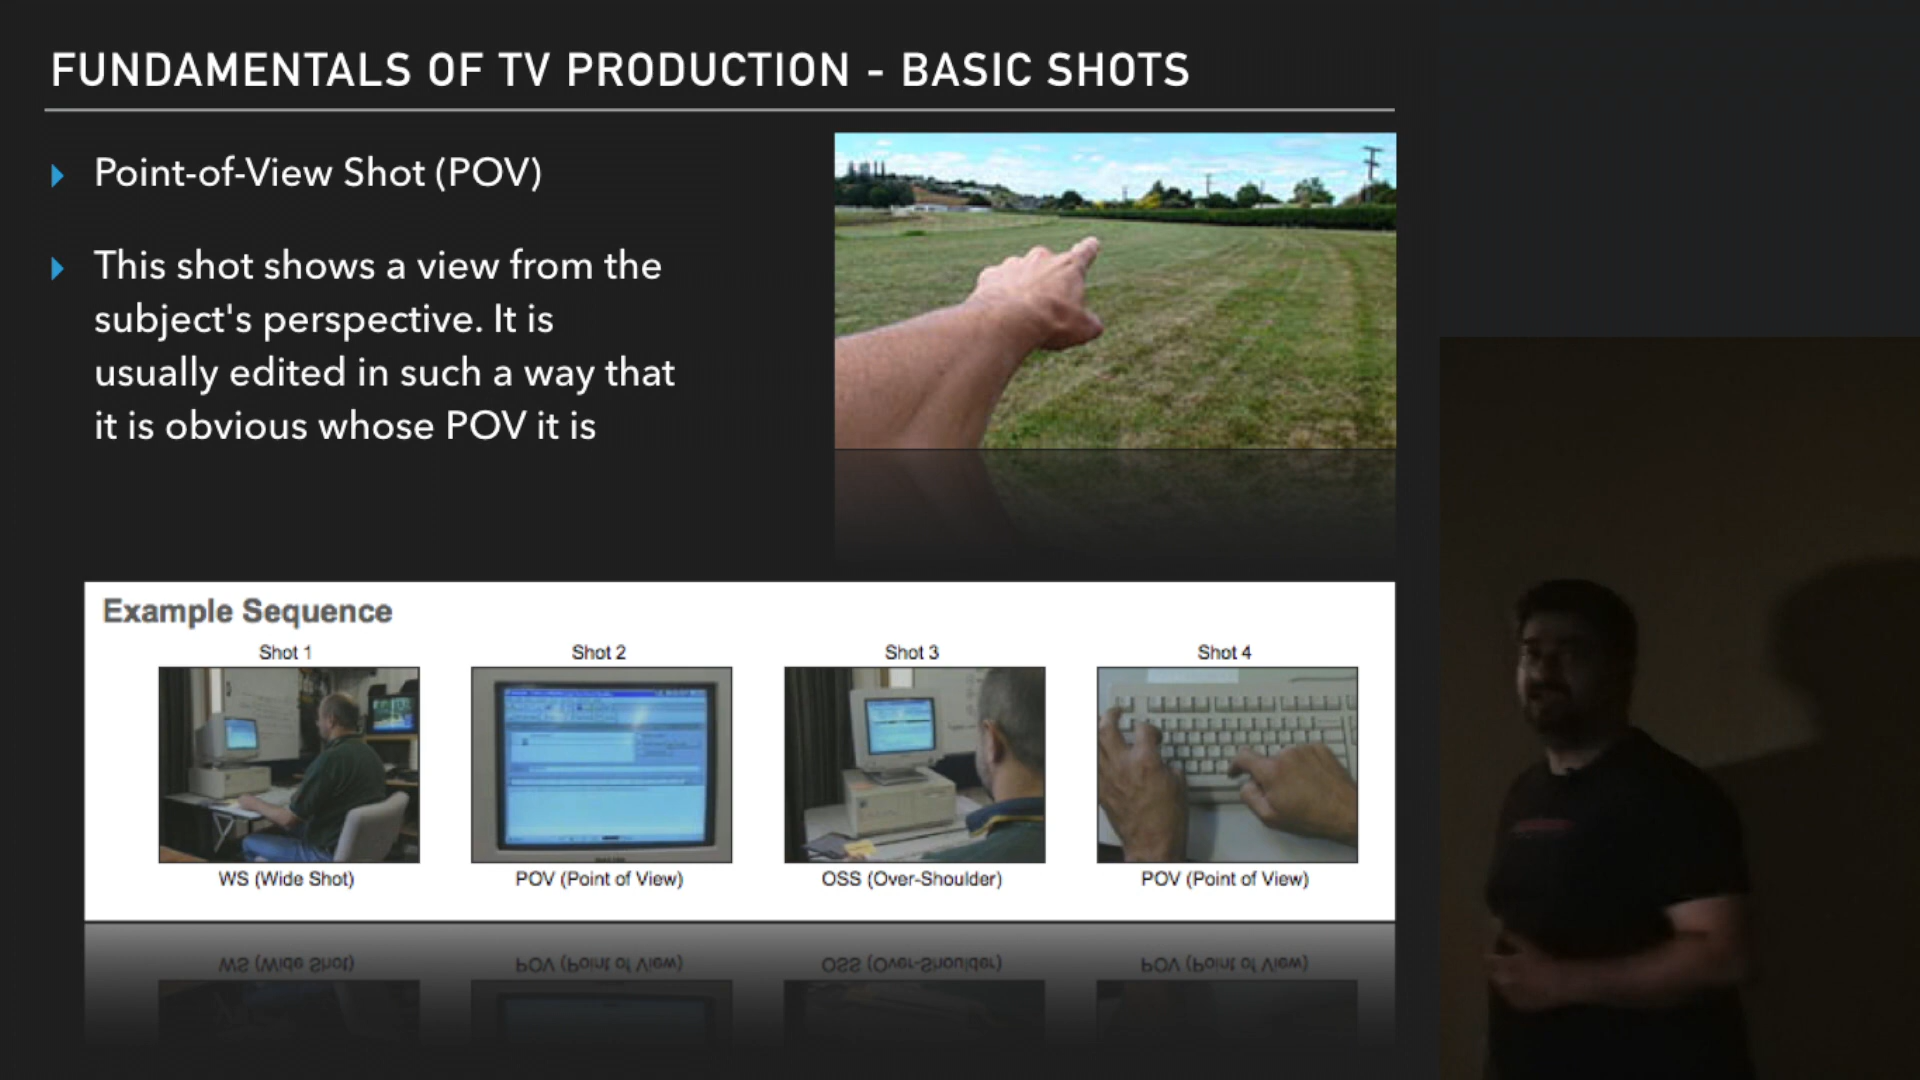 FUNDAMENTALS OF TV PRODUCTION - BASIC SHOTS
Point-of-View Shot (POV)
This shot shows a view from the
subject's perspective. It is
usually edited in such a way that
it is obvious whose POV it is
Example Sequence
Shot 1
Shot 2
Shot 3
Shot 4
WS (Wide Shot)
POV (Point of View)
OSS (Over-Shoulder)
POV (Point of View)